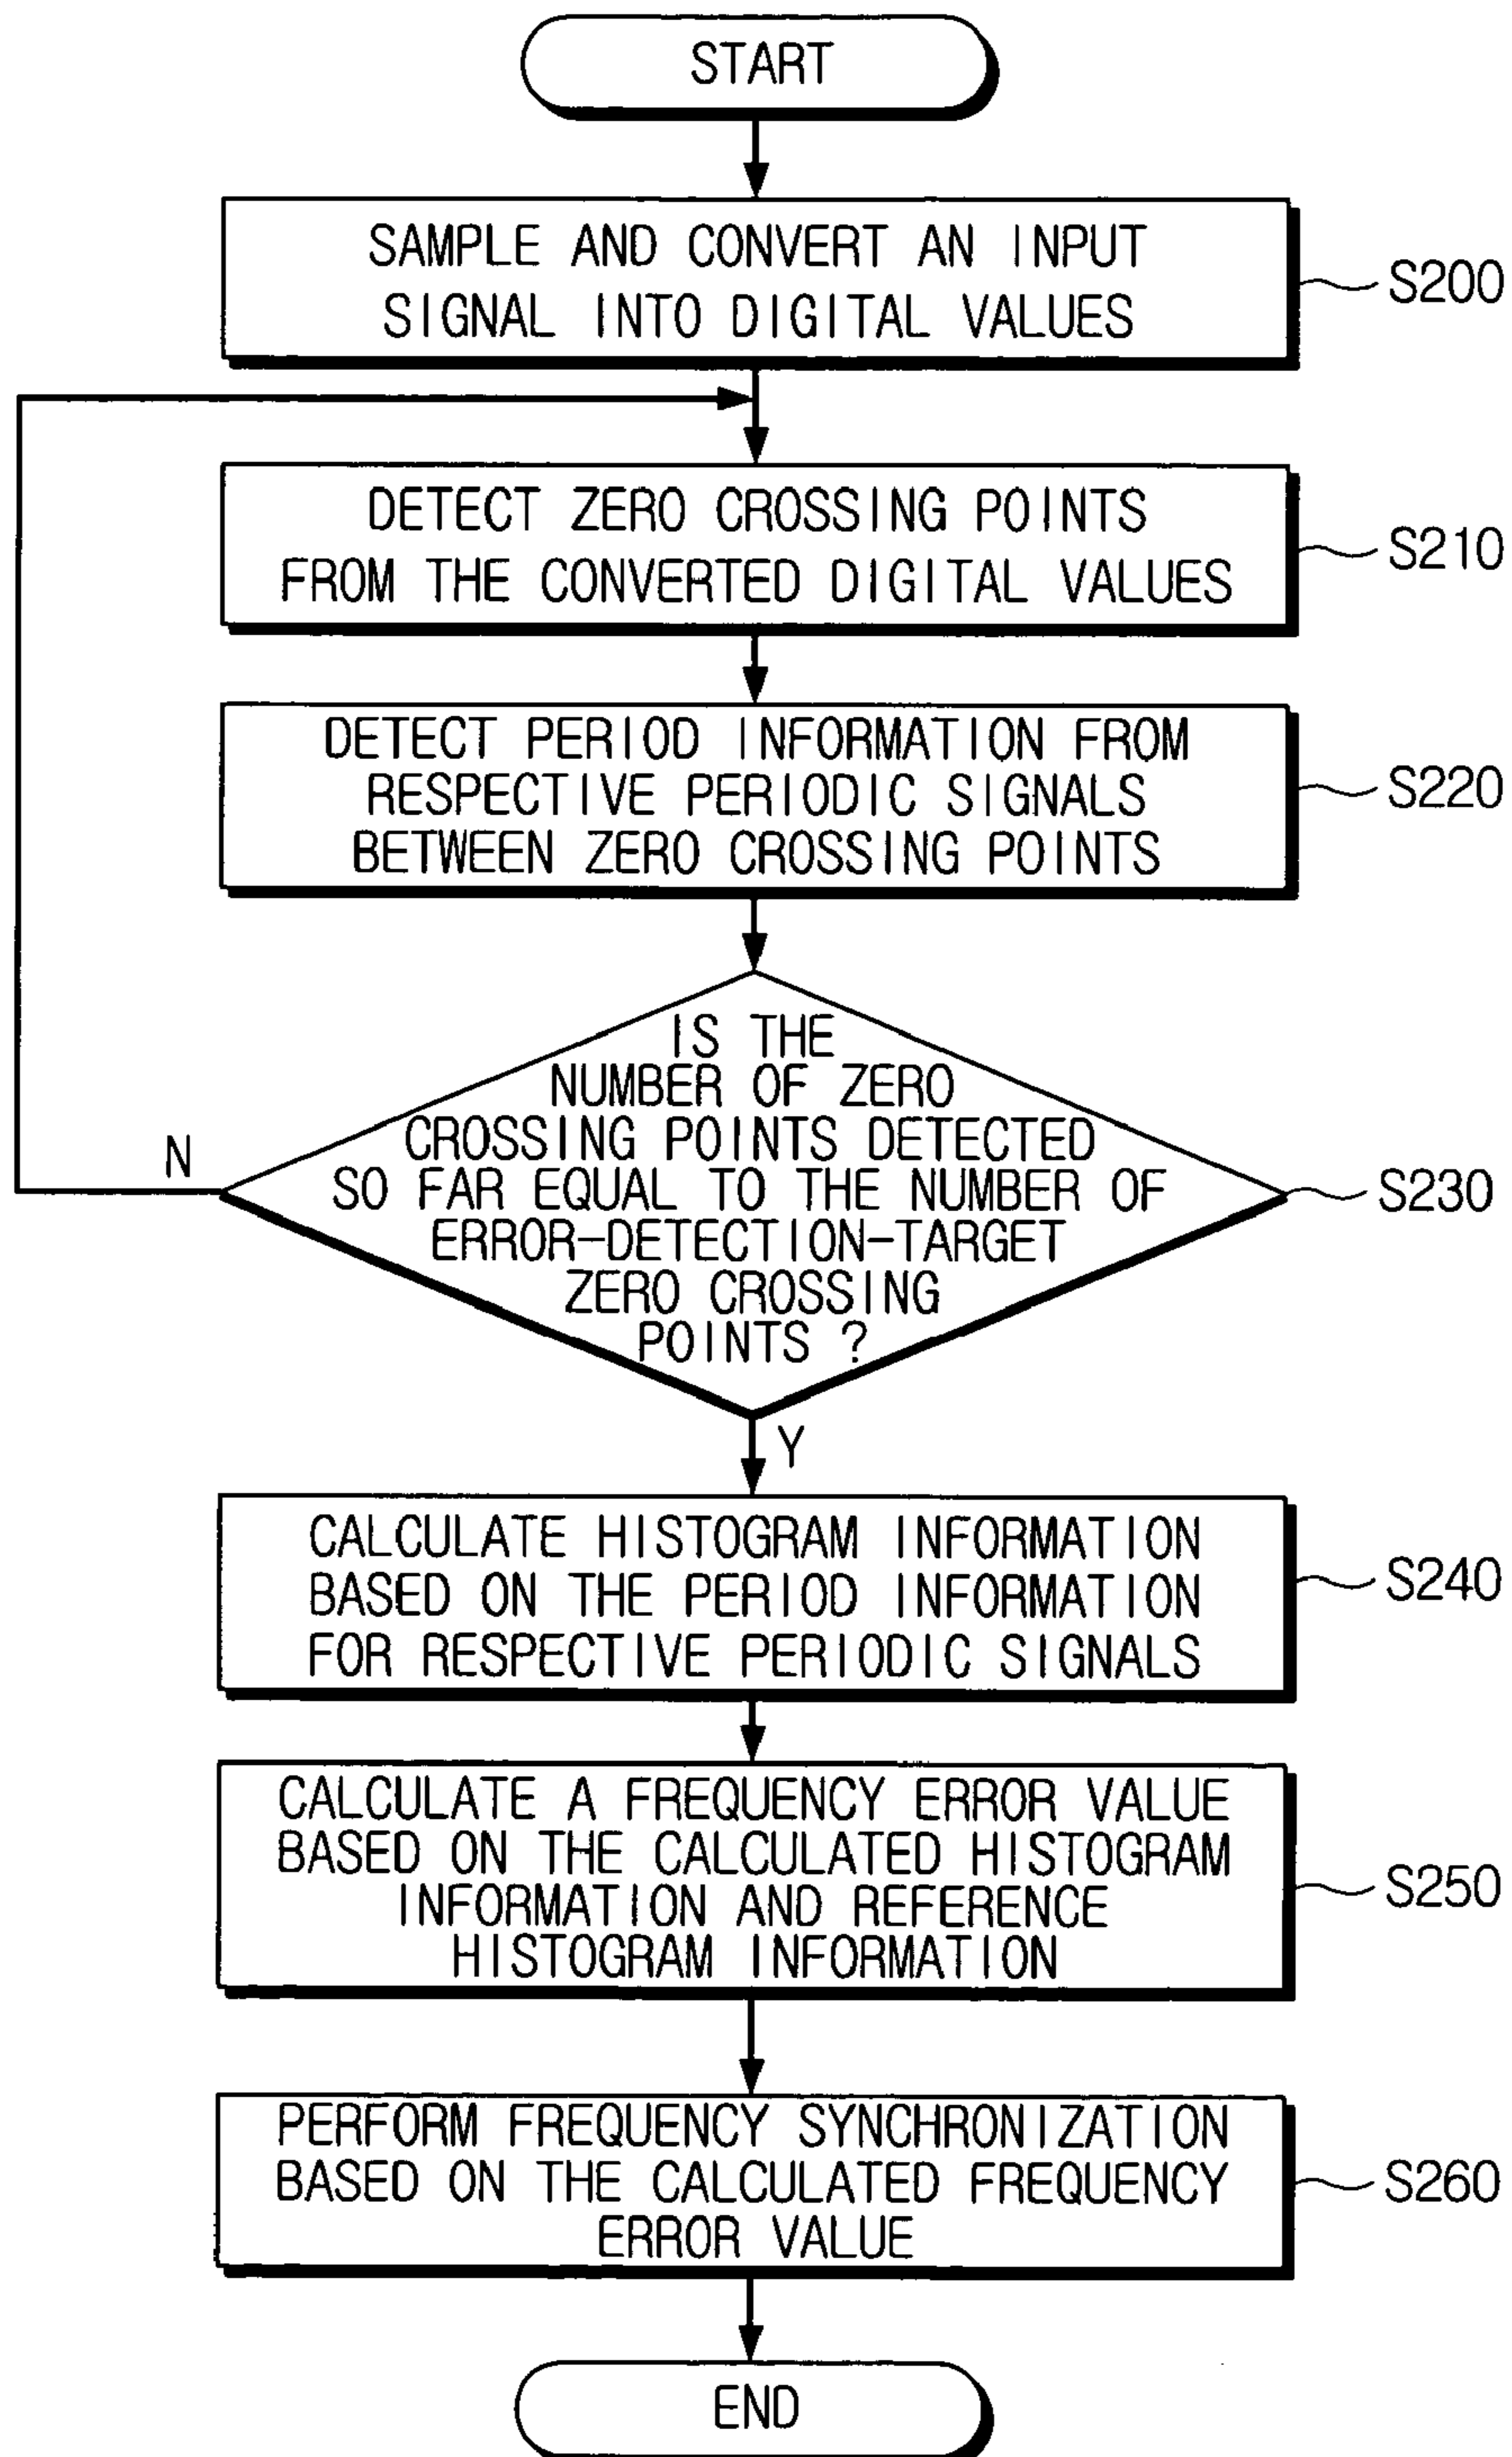 START
SAMPLE AND CONVERT AN INPUT
SIGNAL INTO DIGITAL VALUES
S200
DETECT ZERO CROSSING POINTS
FROM THE CONVERTED DIGITAL VALUES
S210
DETECT PERIOD INFORMATION FROM
RESPECTIVE PERIODIC SIGNALS
BETWEEN ZERO CROSSING POINTS
S220
IS THE
NUMBER OF ZERO
CROSSING POINTS DETECTED
SO FAR EQUAL TO THE NUMBER OF
ERROR-DETECTION-TARGET
ZERO CROSSING
POINTS ?
N
S230
Y
CALCULATE HISTOGRAM INFORMATION
BASED ON THE PERIOD INFORMATION
FOR RESPECTIVE PERIODIC SIGNALS
S240
CALCULATE A FREQUENCY ERROR VALUE
BASED ON THE CALCULATED HISTOGRAM
INFORMATION AND REFERENCE
HISTOGRAM INFORMATION
S250
PERFORM FREQUENCY SYNCHRONIZATION
BASED ON THE CALCULATED FREQUENCY
ERROR VALUE
S260
END